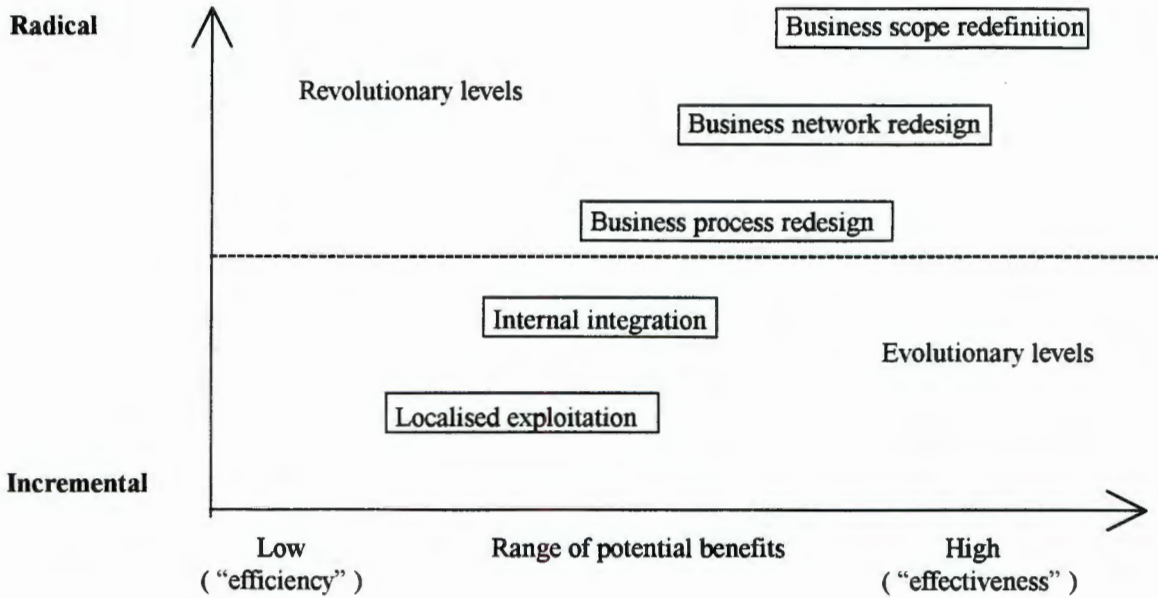 Radical
Business scope redefinition
Revolutionary levels
Business network redesign
Business process redesign
Internal integration
Evolutionary levels
Localised exploitation
Incremental
Low Range of potential benefits High
( “efficiency” ) ( “effectiveness” )